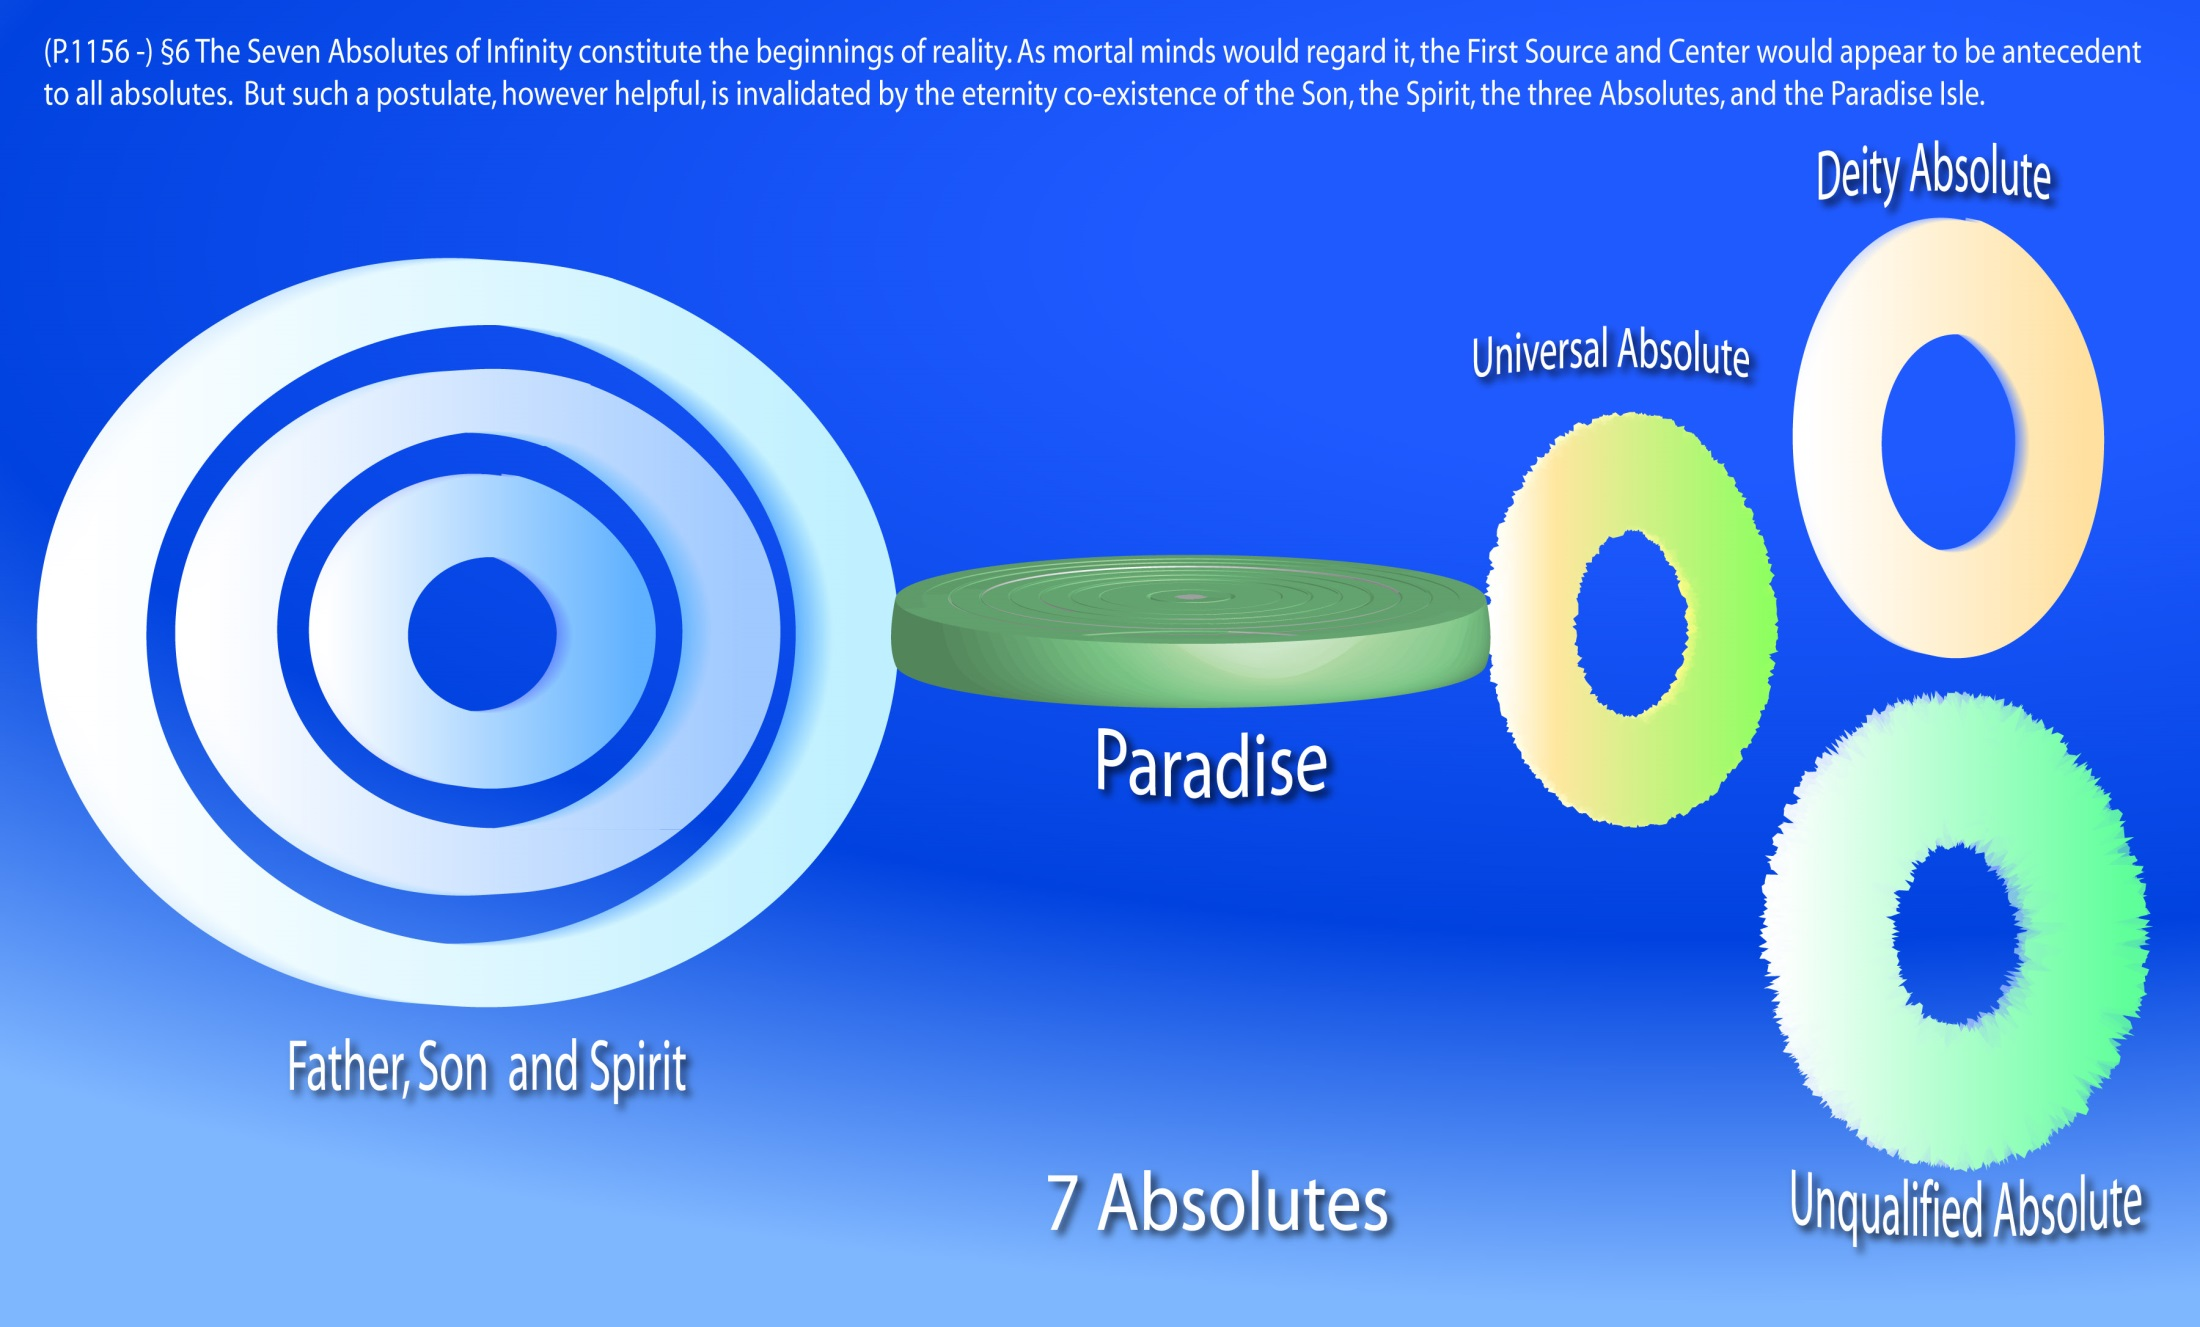 (P.1156 -) §6 The Seven Absolutes of Infinity constitute the beginnings of reality. As mortal minds would regard it, the First Source and Center would appear to be antecedent
to all absolutes. But such a postulate, however helpful, is invalidated by the eternity co-existence of the Son, the Spirit, the three Absolutes, and the Paradise Isle.
Deity Absolute
Universal Absolute
Paradise
Father, Son and Spirit
7 Absolutes
Unqualified Absolute